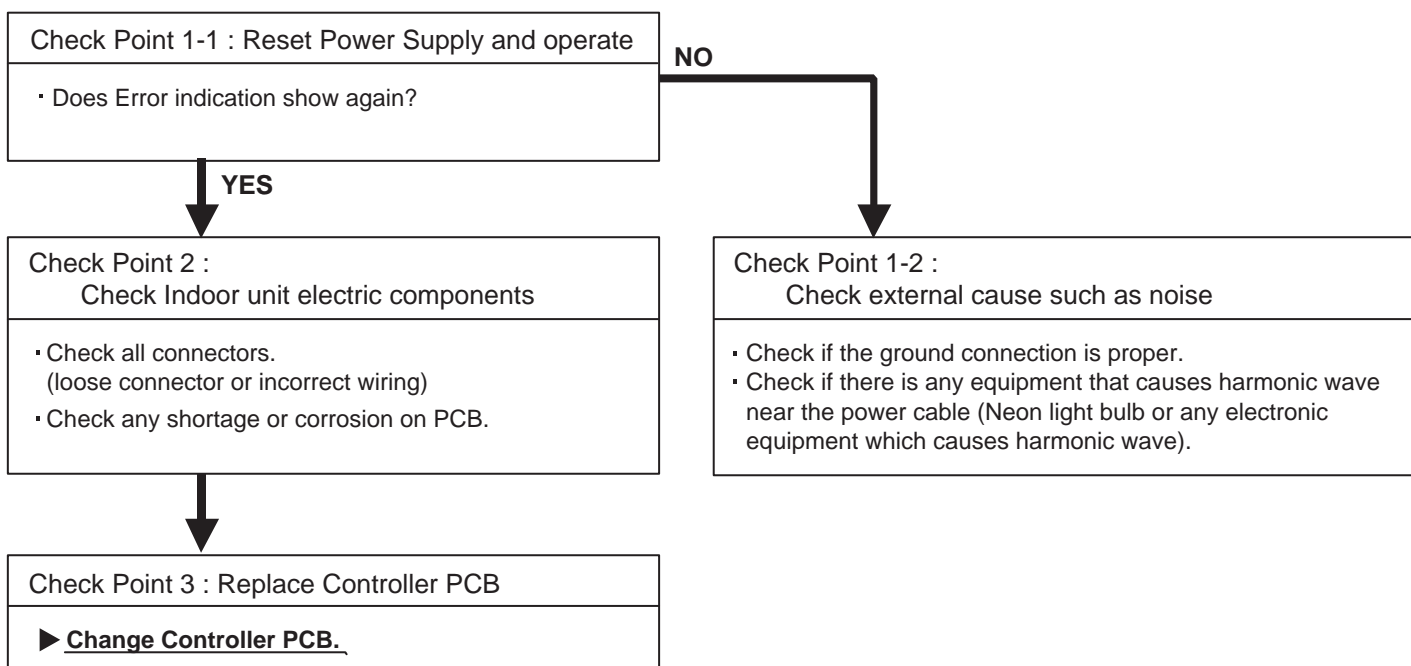 Check Point 1-1 : Reset Power Supply and operate
· Does Error indication show again?
NO
YES
Check Point 2 :
Check Indoor unit electric components
· Check all connectors.
(loose connector or incorrect wiring)
· Check any shortage or corrosion on PCB.
Check Point 1-2 :
Check external cause such as noise
· Check if the ground connection is proper.
· Check if there is any equipment that causes harmonic wave
near the power cable (Neon light bulb or any electronic
equipment which causes harmonic wave).
Check Point 3 : Replace Controller PCB
▶ Change Controller PCB.